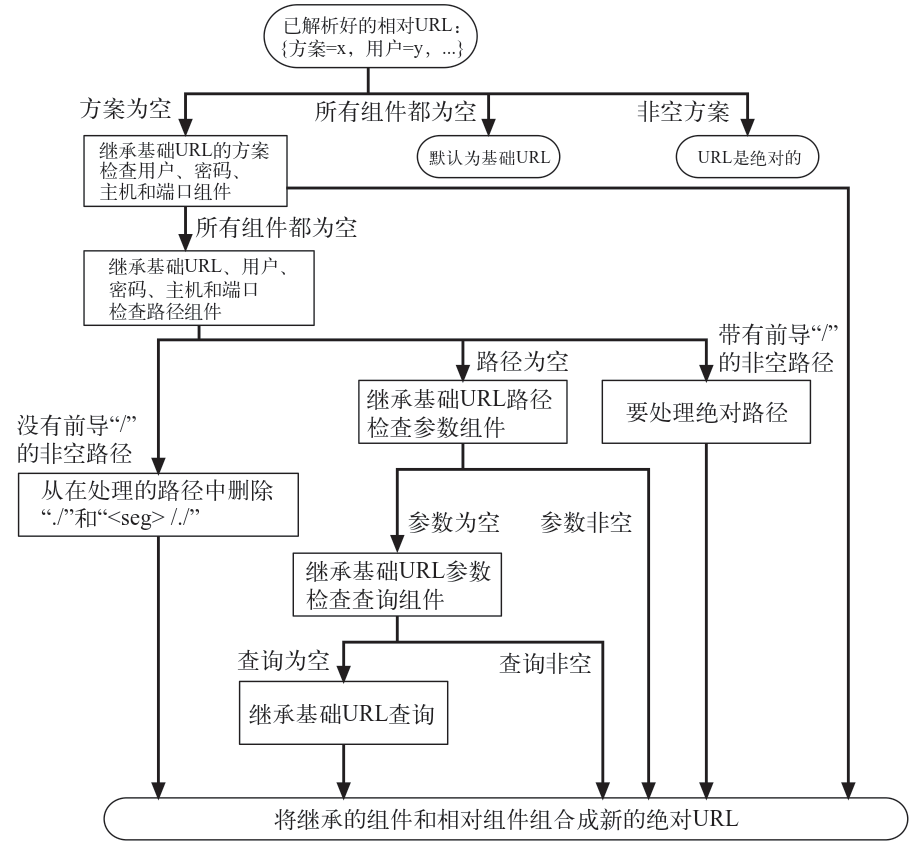 已解析好的相对URL：
{方案=x，用户=y，...}
方案为空
所有组件都为空
非空方案
继承基础URL的方案
检查用户、密码、
主机和端口组件
默认为基础URL
URL是绝对的
所有组件都为空
继承基础URL、用户、
密码、主机和端口
检查路径组件
带有前导“/”
的非空路径
路径为空
继承基础URL路径
检查参数组件
要处理绝对路径
没有前导“/”
的非空路径
从在处理的路径中删除
“./”和“<seg> /./”
参数为空
参数非空
继承基础URL参数
检查查询组件
查询为空
查询非空
继承基础URL查询
将继承的组件和相对组件组合成新的绝对URL